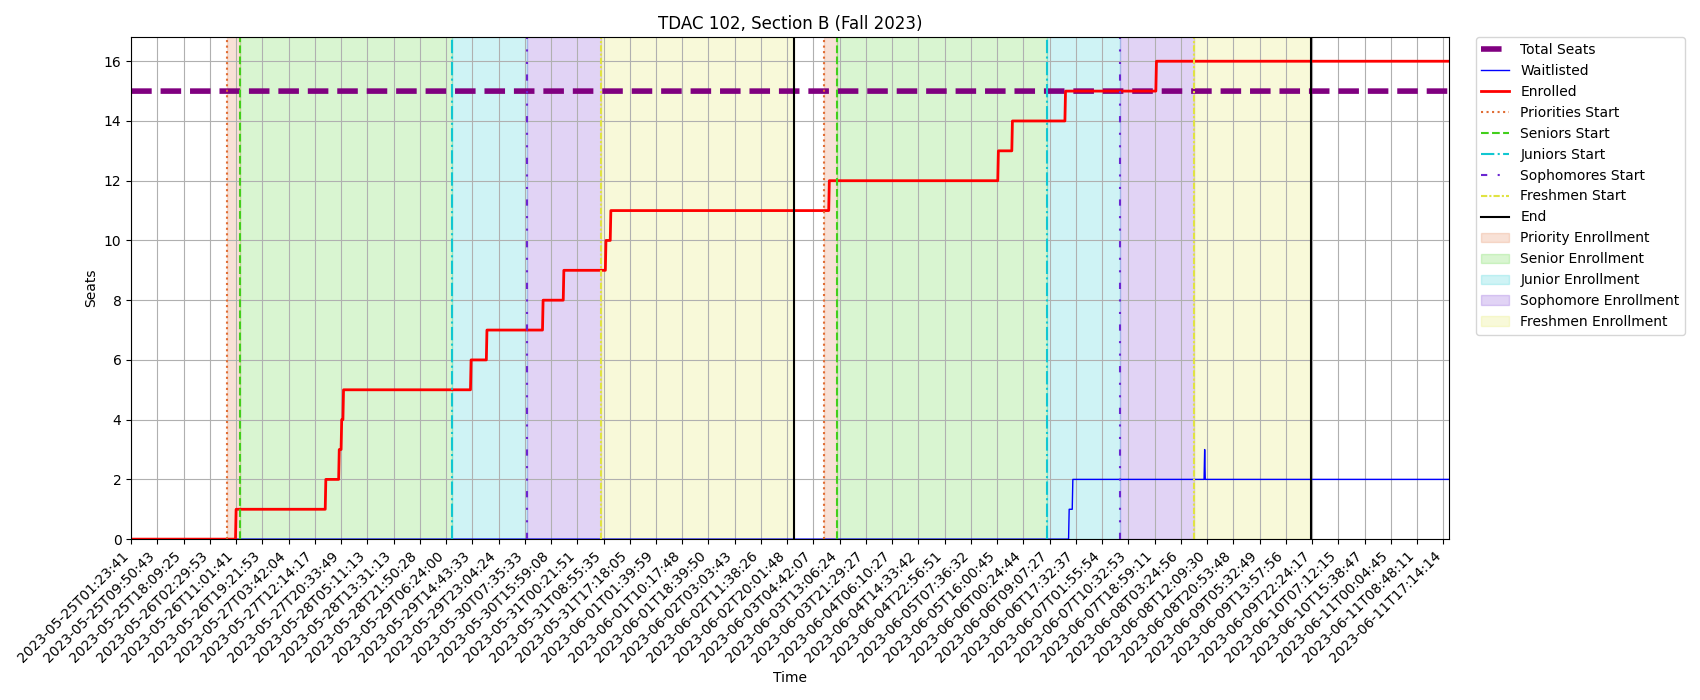 TDAC 102, Section B (Fall 2023)
Seats
16
14
12
10
8
6
4
2
0
2023-05-25T01:23:41
2023-05-25T09:50:43
2023-05-25T18:09:25
2023-05-26T02:29:53
2023-05-26T11:01:41
2023-05-26T19:21:53
2023-05-27T03:42:04
2023-05-27T12:14:17
2023-05-27T20:33:49
2023-05-28T05:11:13
2023-05-28T13:31:13
2023-05-28T21:50:28
2023-05-29T06:24:00
2023-05-29T14:43:33
2023-05-29T23:04:24
2023-05-30T07:35:33
2023-05-30T15:59:08
2023-05-31T00:21:51
2023-05-31T08:55:35
2023-05-31T17:18:05
2023-06-01T01:39:59
2023-06-01T10:17:48
2023-06-01T18:39:50
2023-06-02T03:03:43
2023-06-02T11:38:26
2023-06-02T20:01:48
2023-06-03T04:42:07
2023-06-03T13:06:24
2023-06-03T21:29:27
2023-06-04T06:10:27
2023-06-04T14:33:42
2023-06-04T22:56:51
2023-06-05T07:36:32
2023-06-05T16:00:45
2023-06-06T00:24:44
2023-06-06T09:07:27
2023-06-06T17:32:37
2023-06-07T01:55:54
2023-06-07T10:32:53
2023-06-07T18:59:11
2023-06-08T03:24:56
2023-06-08T12:09:30
2023-06-08T20:53:48
2023-06-09T05:32:49
2023-06-09T13:57:56
2023-06-09T22:24:17
2023-06-10T07:12:15
2023-06-10T15:38:47
2023-06-11T00:04:45
2023-06-11T08:48:11
2023-06-11T17:14:14
Time
Total Seats
Waitlisted
Enrolled
Priorities Start
Seniors Start
Juniors Start
Sophomores Start
Freshmen Start
End
Priority Enrollment
Senior Enrollment
Junior Enrollment
Sophomore Enrollment
Freshmen Enrollment